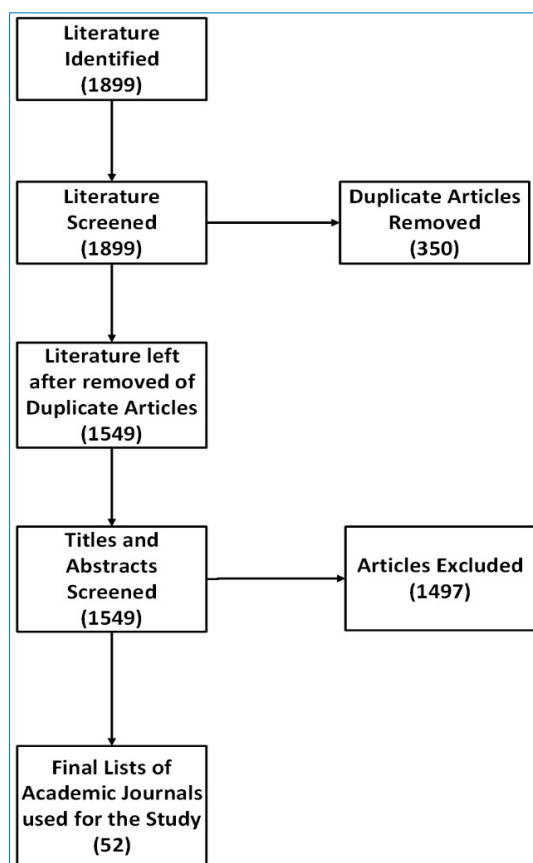 Literature
Identified
(1899)
Literature
Screened
(1899)
Duplicate Articles
Removed
(350)
Literature left
after removed of
Duplicate Articles
(1549)
Titles and
Abstracts
Screened
(1549)
Articles Excluded
(1497)
Final Lists of
Academic Journals
used for the Study
(52)